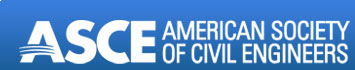 ASCE AMERICAN SOCIETY
OF CIVIL ENGINEERS